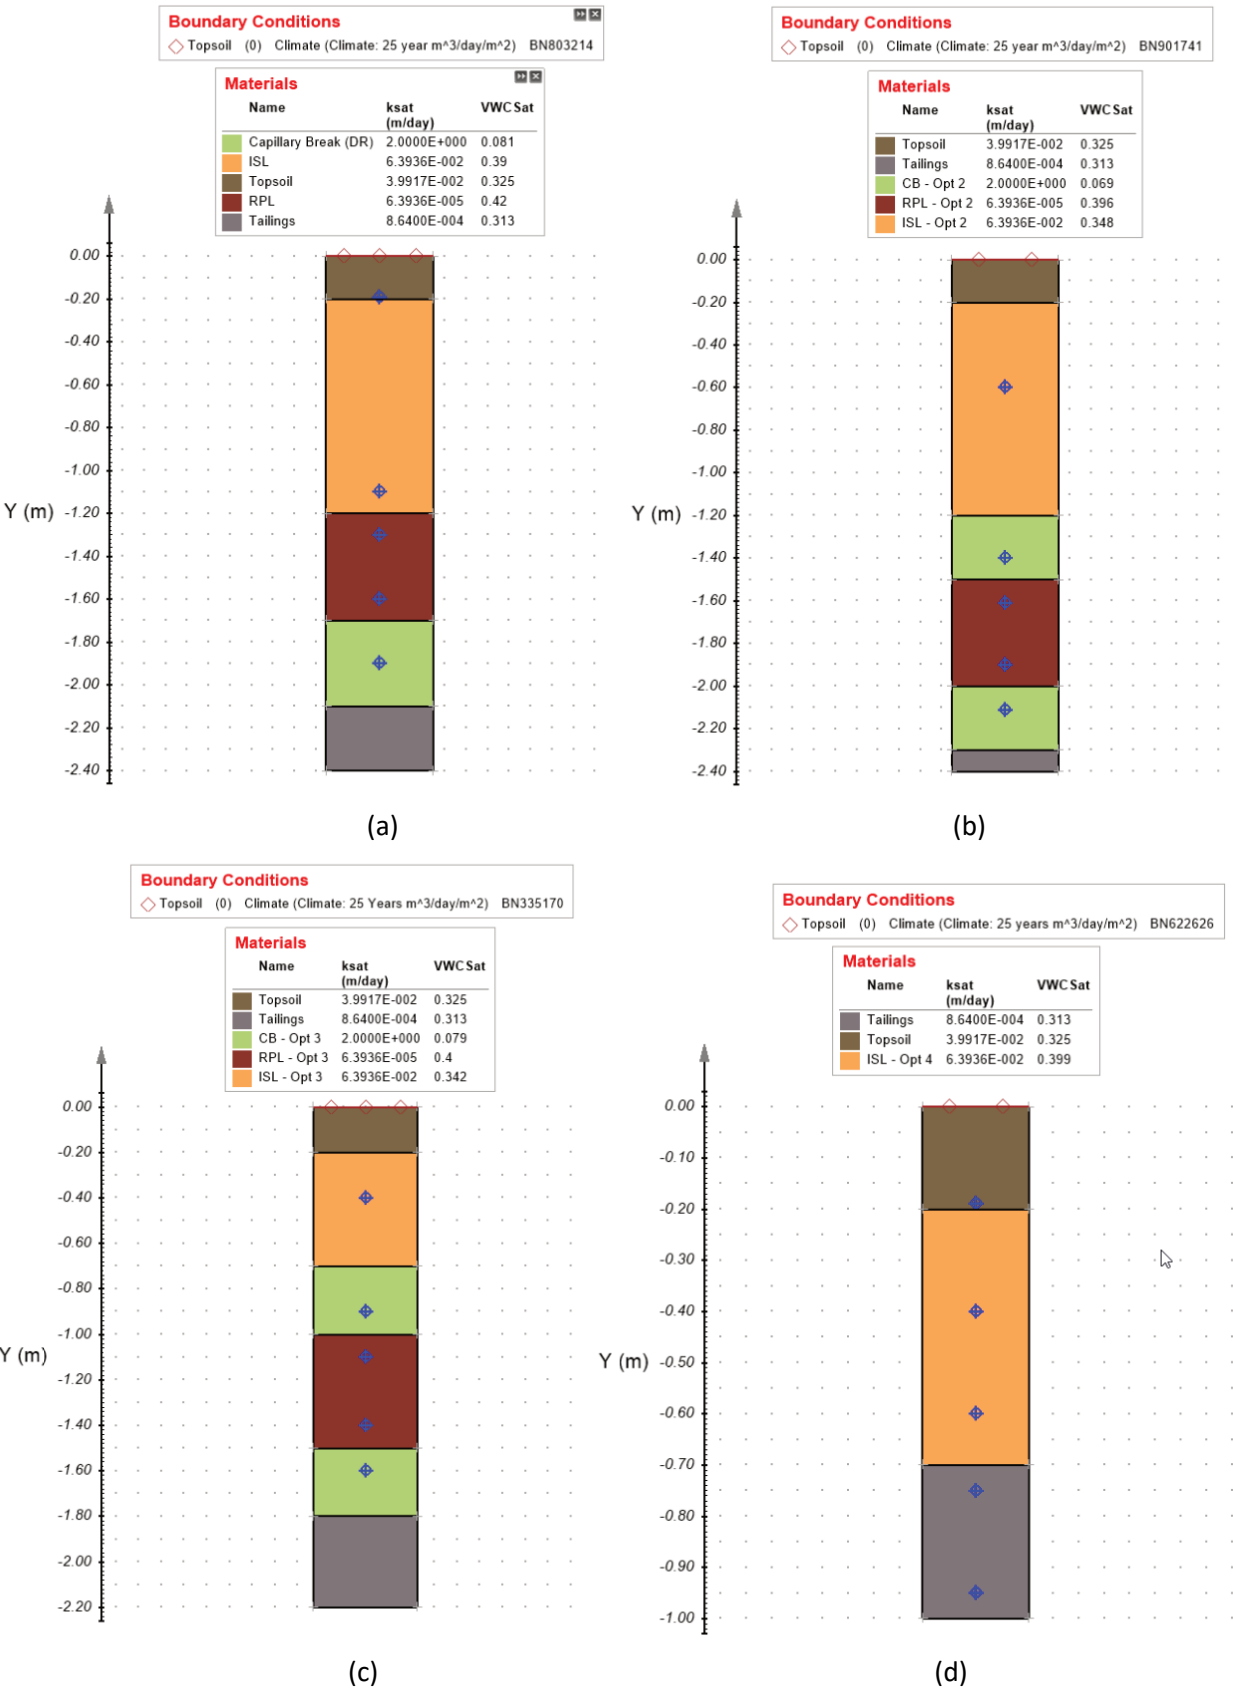 Boundary Conditions
Topsoil (0) Climate (Climate: 25 year m^3/day/m^2) BN803214
Materials
Name ksat VWC Sat
(m/day)
Capillary Break (DR) 2.0000E+000 0.081
ISL 6.3936E-002 0.39
Topsoil 3.9917E-002 0.325
RPL 6.3936E-005 0.42
Tailings 8.6400E-004 0.313
0.00
-0.20
-0.40
-0.60
-0.80
-1.00
Y (m) -1.20
-1.40
-1.60
-1.80
-2.00
-2.20
-2.40
(a)
Boundary Conditions
Topsoil (0) Climate (Climate: 25 year m^3/day/m^2) BN901741
Materials
Name ksat VWC Sat
(m/day)
Topsoil 3.9917E-002 0.325
Tailings 8.6400E-004 0.313
CB - Opt 2 2.0000E+000 0.069
RPL - Opt 2 6.3936E-005 0.396
ISL - Opt 2 6.3936E-002 0.348
0.00
-0.20
-0.40
-0.60
-0.80
-1.00
Y (m) -1.20
-1.40
-1.60
-1.80
-2.00
-2.20
-2.40
(b)
Boundary Conditions
Topsoil (0) Climate (Climate: 25 Years m^3/day/m^2) BN335170
Materials
Name ksat VWC Sat
(m/day)
Topsoil 3.9917E-002 0.325
Tailings 8.6400E-004 0.313
CB - Opt 3 2.0000E+000 0.079
RPL - Opt 3 6.3936E-005 0.4
ISL - Opt 3 6.3936E-002 0.342
0.00
-0.20
-0.40
-0.60
-0.80
-1.00
Y (m)
-1.20
-1.40
-1.60
-1.80
-2.00
-2.20
(c)
Boundary Conditions
Topsoil (0) Climate (Climate: 25 years m^3/day/m^2) BN622626
Materials
Name ksat VWC Sat
(m/day)
Tailings 8.6400E-004 0.313
Topsoil 3.9917E-002 0.325
ISL - Opt 4 6.3936E-002 0.399
0.00
-0.10
-0.20
-0.30
-0.40
Y (m) -0.50
-0.60
-0.70
-0.80
-0.90
-1.00
(d)